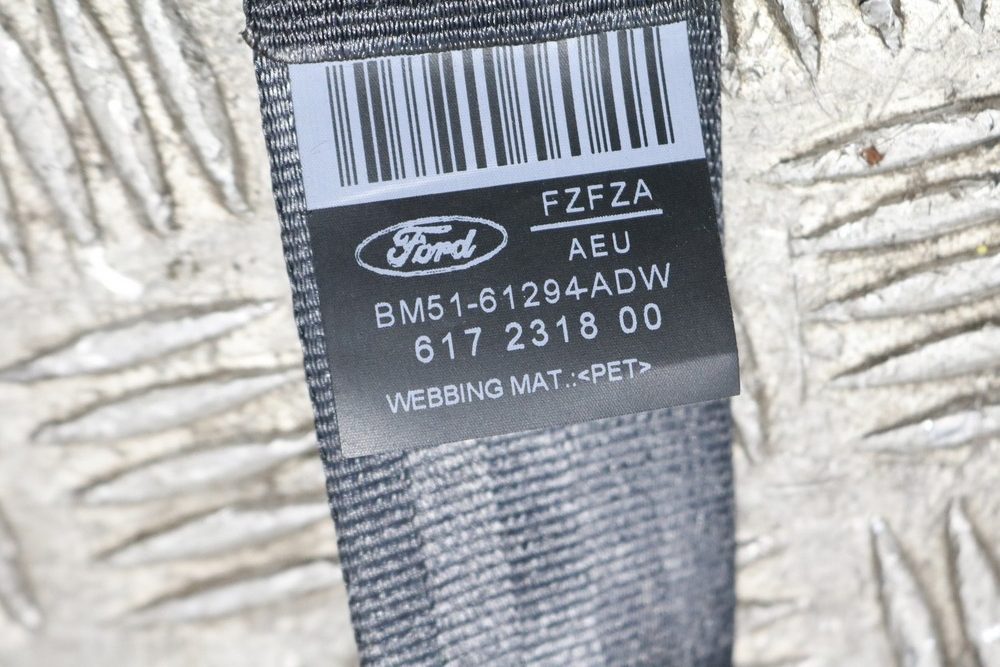 FZFZA
Ford
AEU
BM51-61294ADW
617 2318 00
WEBBING MAT.:<PET>